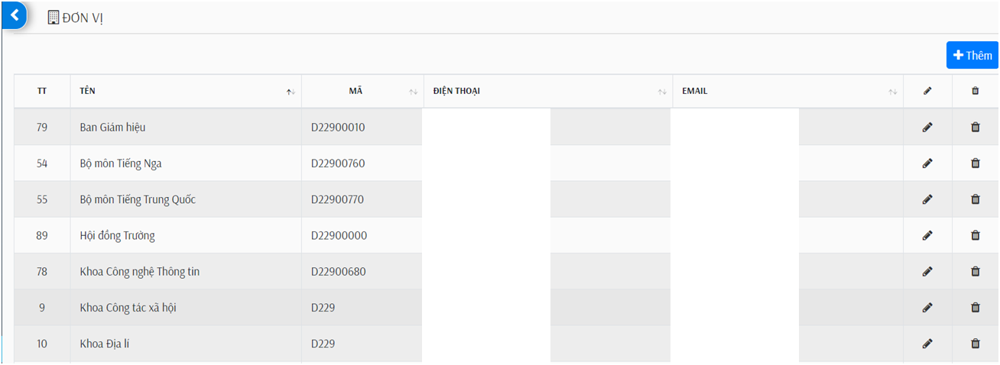 ĐƠN VỊ
Thêm
TT TÊN MÃ ĐIỆN THOẠI EMAIL
79 Ban Giám hiệu D22900010
54 Bộ môn Tiếng Nga D22900760
55 Bộ môn Tiếng Trung Quốc D22900770
89 Hội đồng Trường D22900000
78 Khoa Công nghệ Thông tin D22900680
9 Khoa Công tác xã hội D229
10 Khoa Địa lí D229